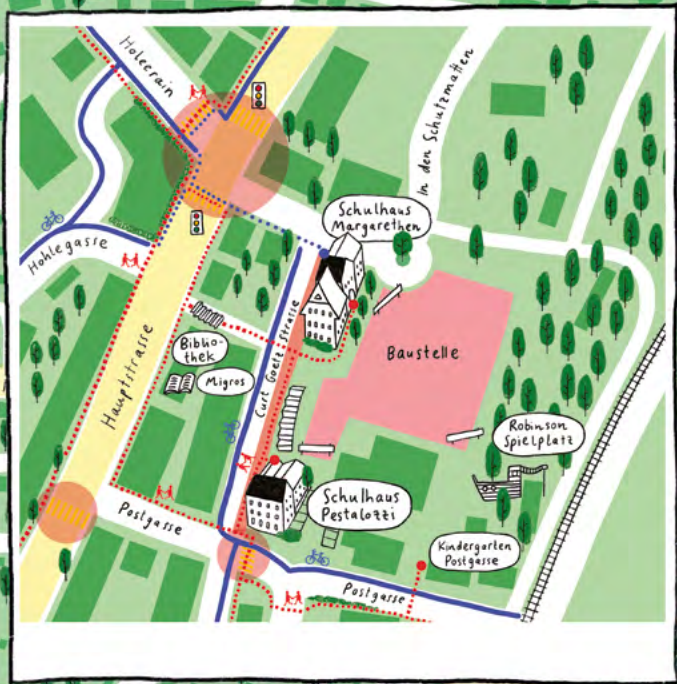 Holeerain
In den Schutzmatten
Schulhaus
Margarethen
Hohlegasse
Biblio-
thek
Migros
Hauptstrasse
Curt Goetz Strasse
Baustelle
Robinson
Spielplatz
Schulhaus
Pestalozzi
Postgasse
Kindergarten
Postgasse
Postgasse